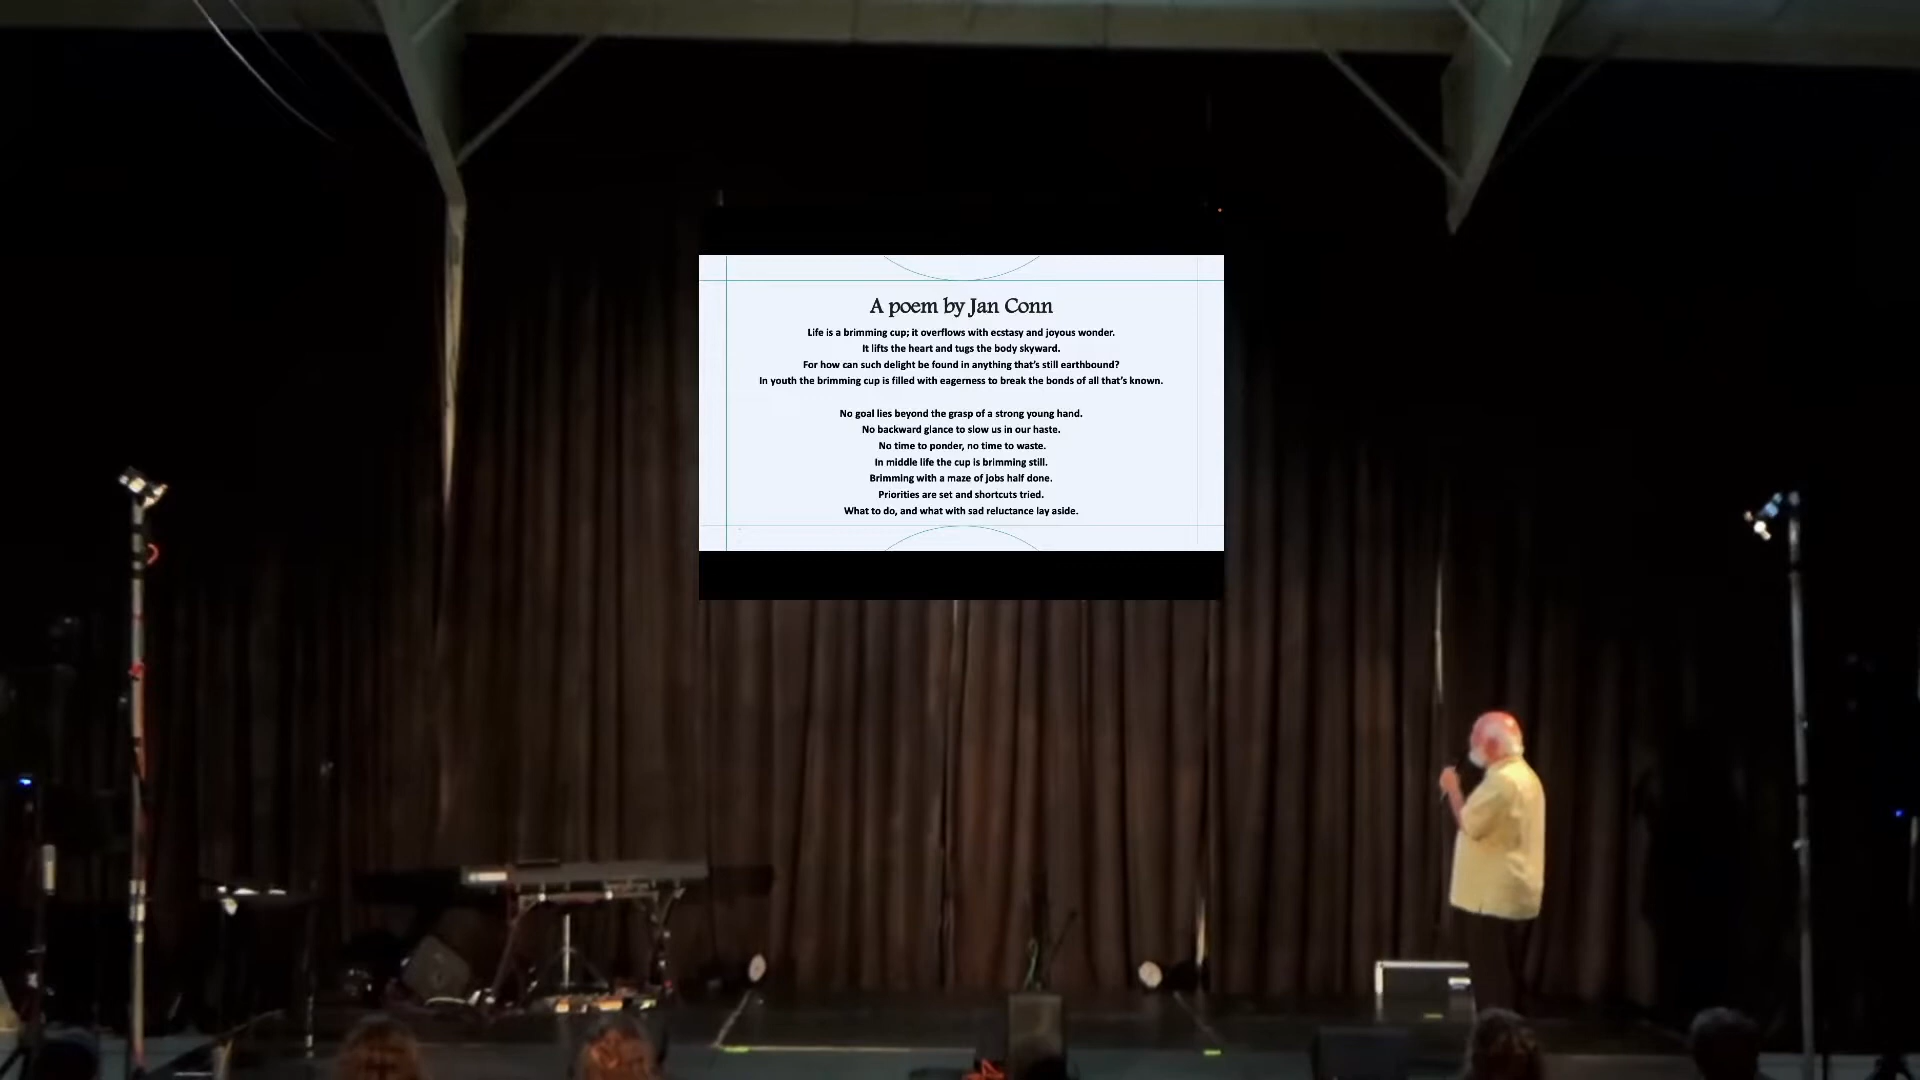 A poem by Jan Conn
Life is a brimming cup; it overflows with ecstasy and joyous wonder.
It lifts the heart and tugs the body skyward.
For how can such delight be found in anything that's still earthbound?
In youth the brimming cup is filled with eagerness to break the bonds of all that's known.
No goal lies beyond the grasp of a strong young hand.
No backward glance to slow us in our haste.
No time to ponder, no time to waste.
In middle life the cup is brimming still.
Brimming with a maze of jobs half done.
Priorities are set and shortcuts tried.
What to do, and what with sad reluctance lay aside.